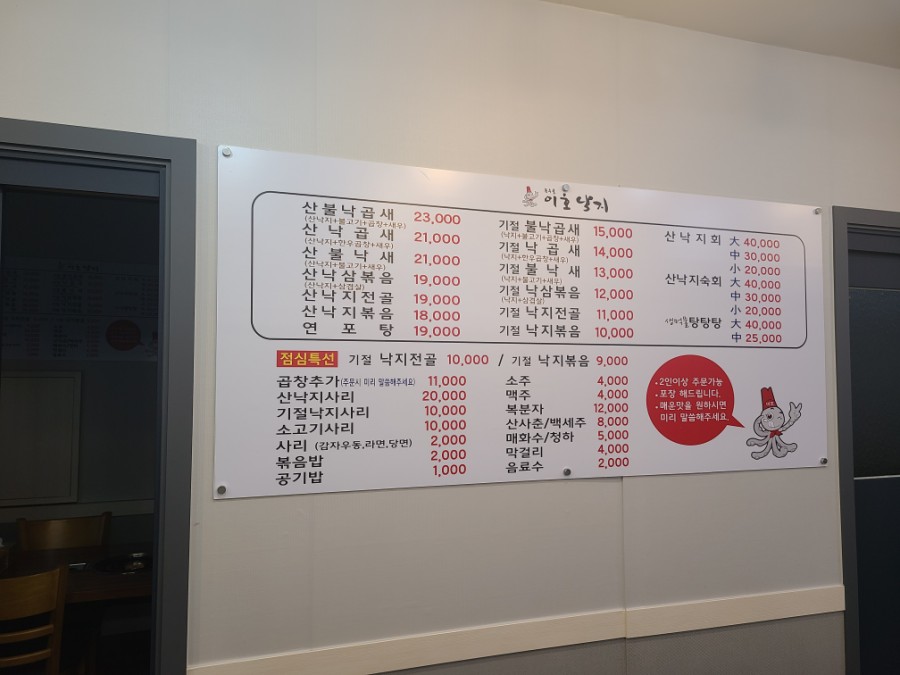 이호낙지
산불낙곱새 23,000
(산낙지+불고기+곱창+새우)
산낙곱새 21,000
(산낙지+한우곱창+새우)
산불낙새 21,000
(산낙지+불고기+새우)
산낙삼볶음 19,000
(산낙지+삼겹살)
산낙지전골 19,000
산낙지볶음 18,000
연포탕 19,000
기절 불낙곱새 15,000
(낙지+불고기+곱창+새우)
기절 낙곱새 14,000
(낙지+한우곱창+새우)
기절 불낙새 13,000
(낙지+불고기+새우)
기절 낙삼볶음 12,000
(낙지+삼겹살)
기절 낙지전골 11,000
기절 낙지볶음 10,000
산낙지회 大 40,000
中 30,000
小 20,000
산낙지숙회 大 40,000
中 30,000
小 20,000
탕탕탕 大 40,000
中 25,000
점심특선 기절 낙지전골 10,000 / 기절 낙지볶음 9,000
곱창추가(주문시 미리 말씀해주세요) 11,000
산낙지사리 20,000
기절낙지사리 10,000
소고기사리 10,000
사리 (감자우동,라면,당면) 2,000
볶음밥 2,000
공기밥 1,000
소주 4,000
맥주 4,000
복분자 12,000
산사춘/백세주 8,000
매화수/청하 5,000
막걸리 4,000
음료수 2,000
• 2인이상 주문가능
• 포장 해드립니다.
• 매운맛을 원하시면
미리 말씀해주세요.